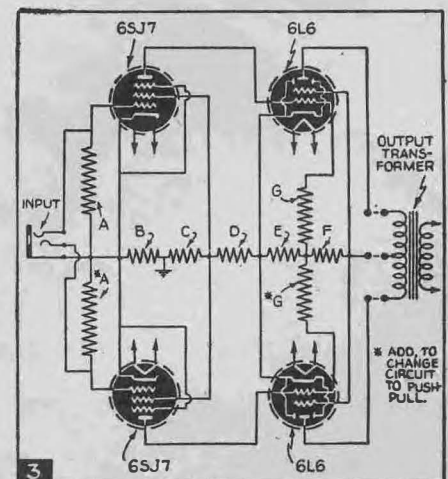 6SJ7
6L6
OUTPUT
TRANS-
FORMER
INPUT
A
G
B
C
D
E
F
*A
*G
* ADD, TO
CHANGE
CIRCUIT
TO PUSH-
PULL.
6SJ7
6L6
3